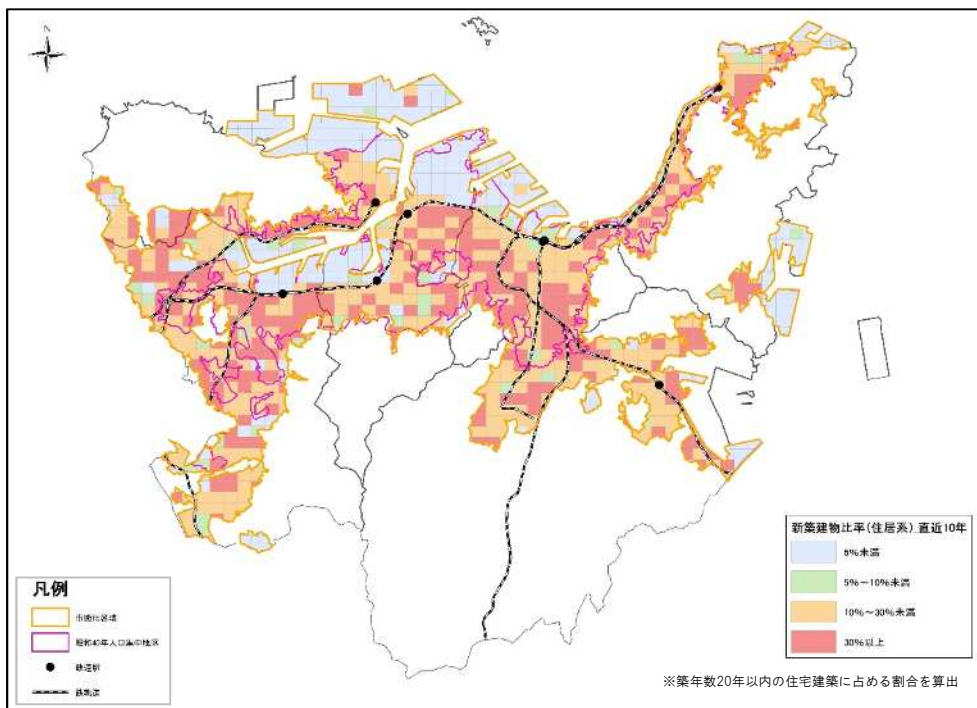 凡例
市街化区域
昭和40年人口集中地区
鉄道駅
鉄軌道
新築建物比率(住居系)_直近10年
5%未満
5%~10%未満
10%~30%未満
30%以上
※築年数20年以内の住宅建築に占める割合を算出